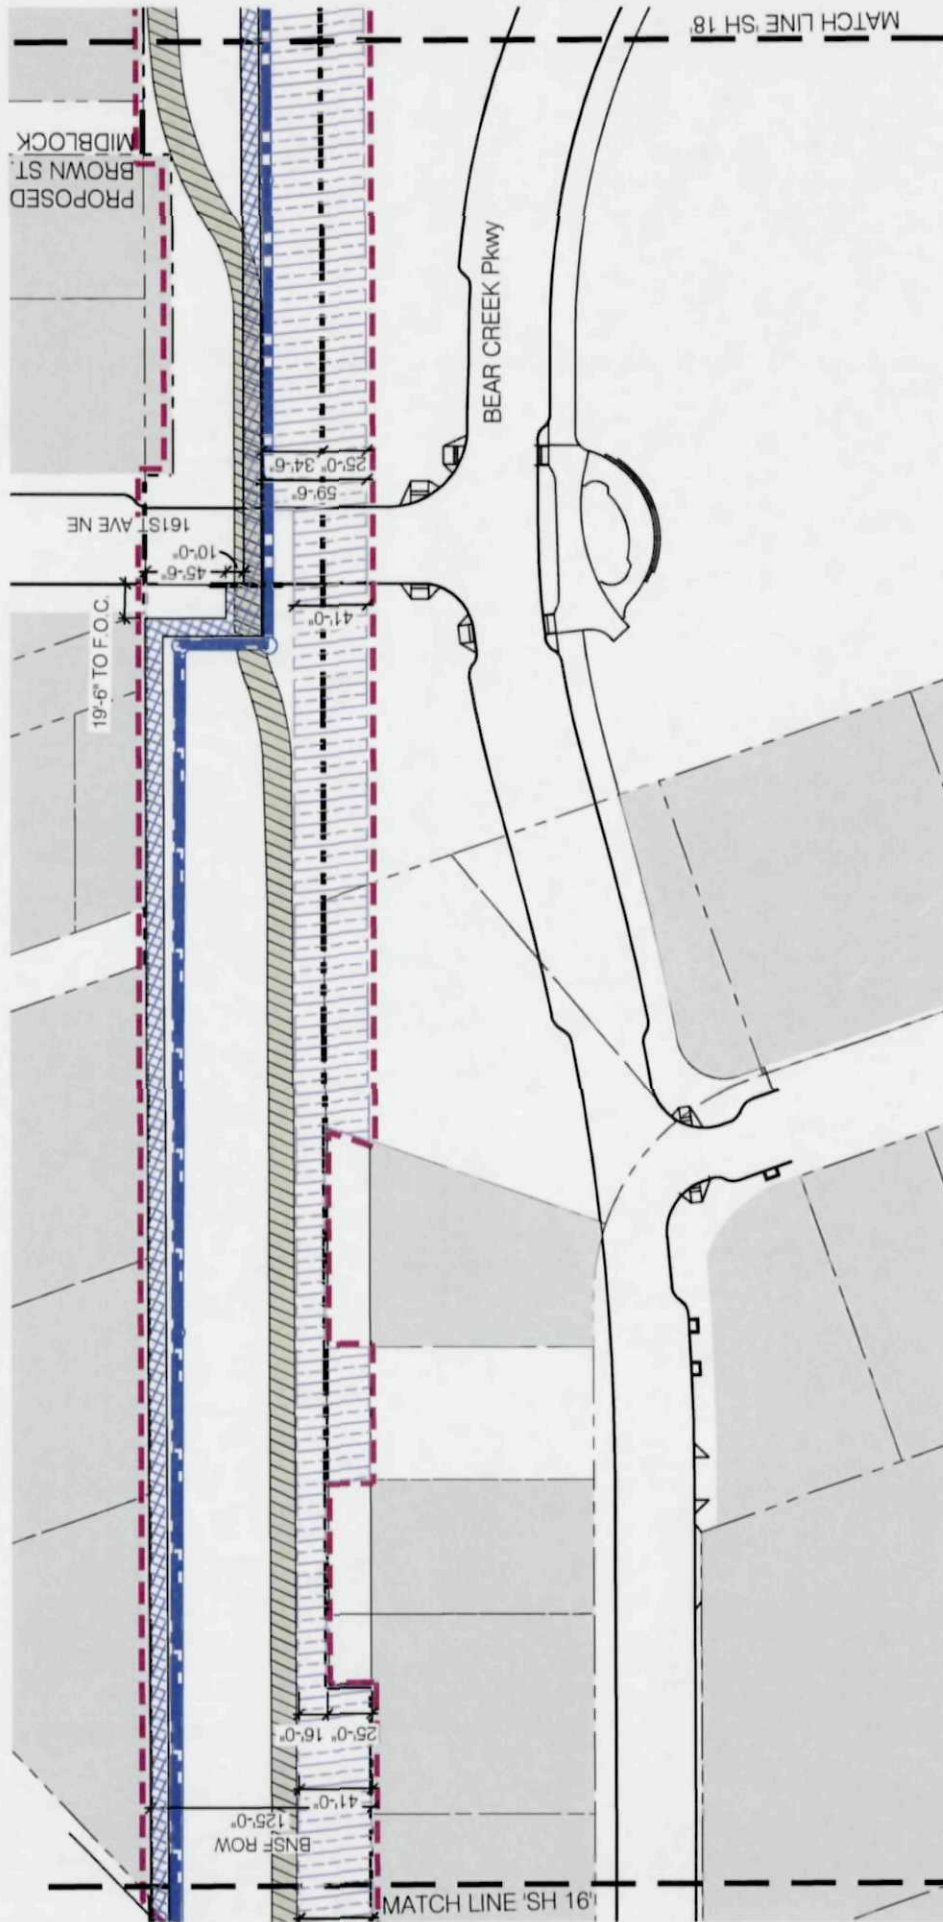 MATCH LINE 'SH 18'
PROPOSED
BROWN ST.
MIDBLOCK
BEAR CREEK Pkwy
25'-0" 34'-6"
59'-6"
161ST AVE NE
10'-0"
45'-6"
41'-0"
19'-6" TO F.O.C.
25'-0" 16'-0"
41'-0"
125'-0"
BNSF ROW
MATCH LINE 'SH 16'